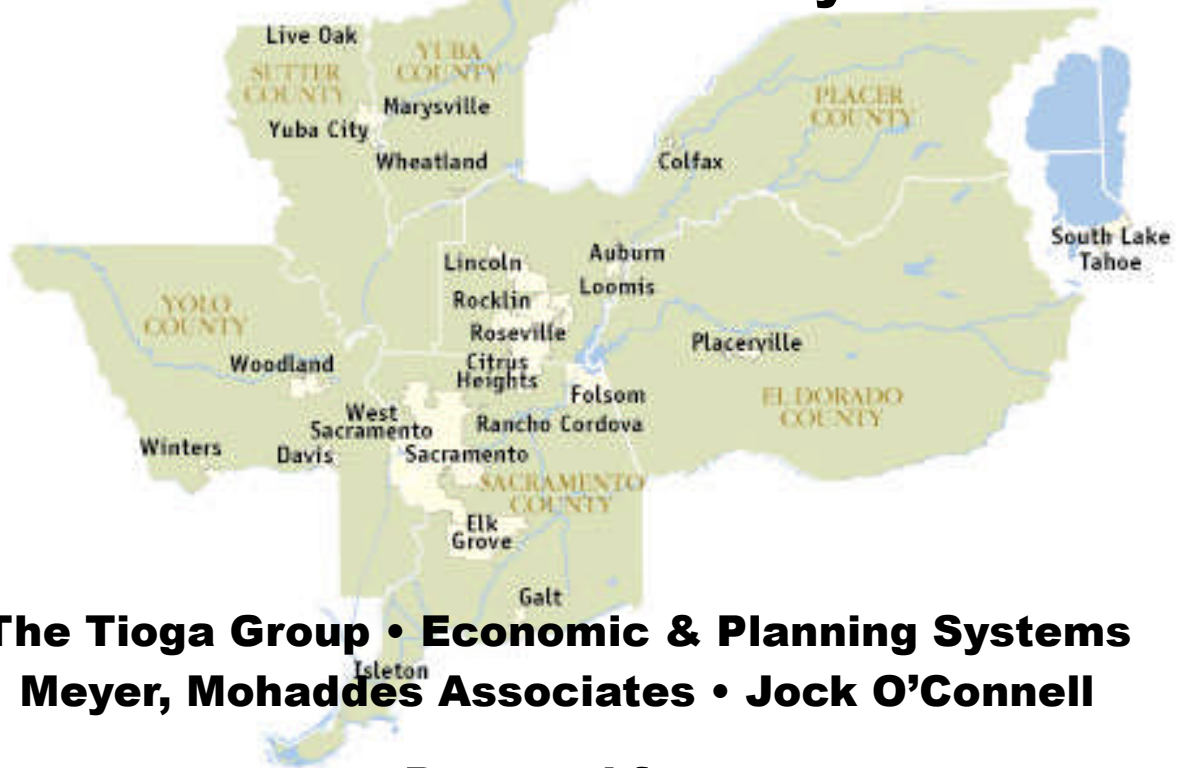 Live Oak
YUBA
COUNTY
SUTTER
COUNTY
Marysville
Yuba City
Wheatland
PLACER
COUNTY
Colfax
South Lake
Tahoe
Lincoln
Auburn
Rocklin
Loomis
YOLO
COUNTY
Roseville
Placerville
Woodland
Citrus
Heights
Folsom
EL DORADO
COUNTY
West
Sacramento
Rancho Cordova
Winters
Davis
Sacramento
SACRAMENTO
COUNTY
Elk
Grove
Galt
The Tioga Group • Economic & Planning Systems
Isleton
Meyer, Mohaddes Associates • Jock O’Connell